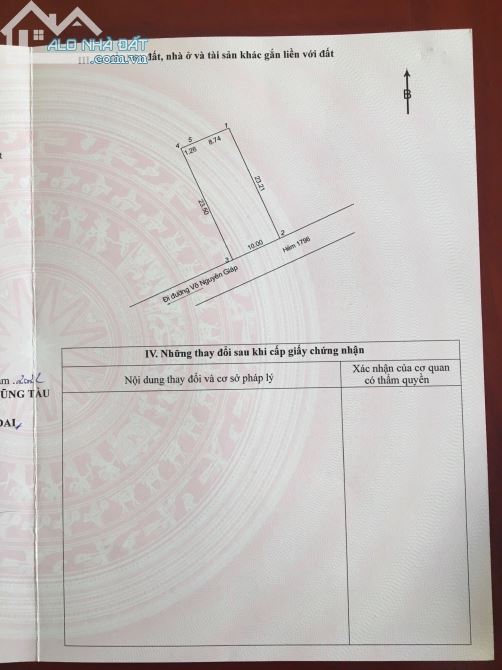 ALO NHÀ ĐẤT
.com.vn
III. đất, nhà ở và tài sản khác gắn liền với đất
B
1
5
4
1.26
8.74
23.21
23.50
2
10.00
3
Hẻm 1796
Đi đường Võ Nguyên Giáp
IV. Những thay đổi sau khi cấp giấy chứng nhận
Nội dung thay đổi và cơ sở pháp lý
Xác nhận của cơ quan
có thẩm quyền
ŨNG TÀU
ĐAI